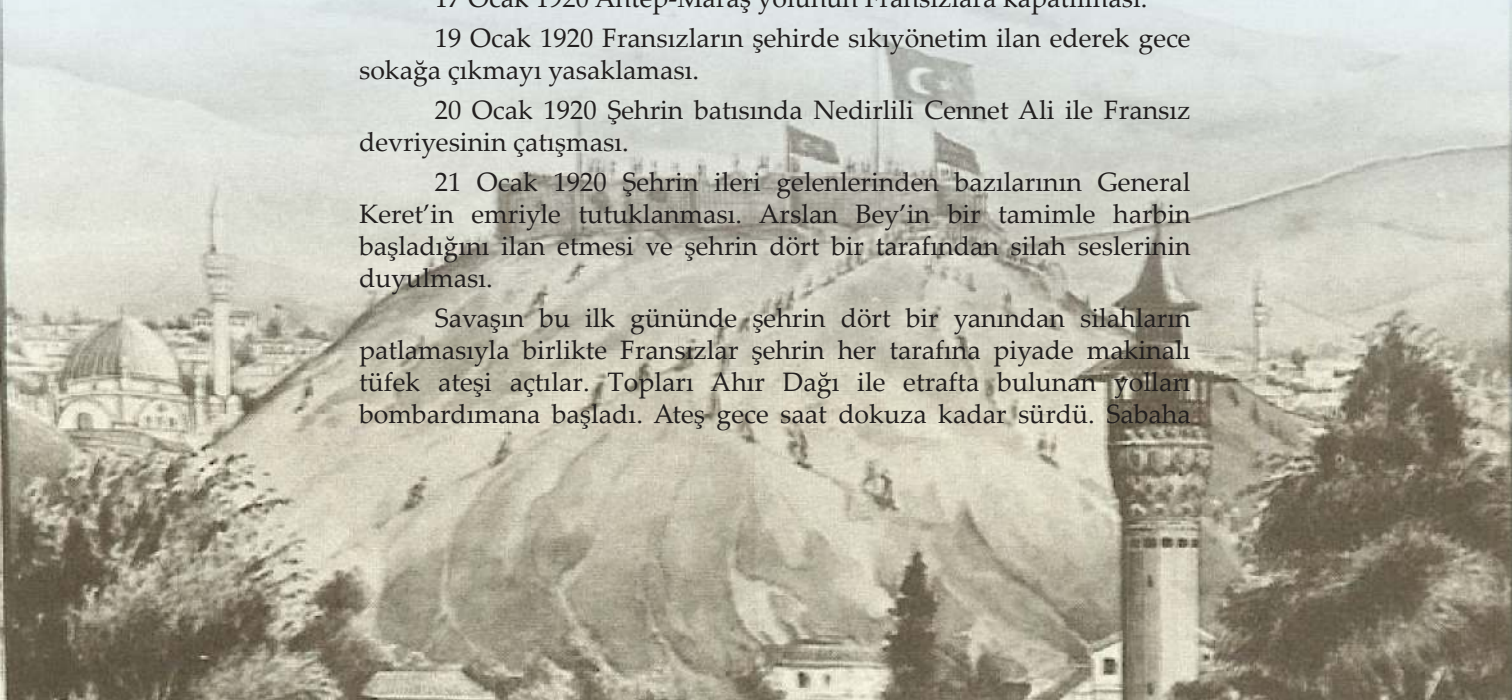 17 Ocak 1920 Antep-Maraş yolunun Fransızlara kapatılması.
19 Ocak 1920 Fransızların şehirde sıkıyönetim ilan ederek gece
sokağa çıkmayı yasaklaması.
20 Ocak 1920 Şehrin batısında Nedirlili Cennet Ali ile Fransız
devriyesinin çatışması.
21 Ocak 1920 Şehrin ileri gelenlerinden bazılarının General
Keret’in emriyle tutuklanması. Arslan Bey’in bir tamimle harbin
başladığını ilan etmesi ve şehrin dört bir tarafından silah seslerinin
duyulması.
Savaşın bu ilk gününde şehrin dört bir yanından silahların
patlamasıyla birlikte Fransızlar şehrin her tarafına piyade makinalı
tüfek ateşi açtılar. Topları Ahır Dağı ile etrafta bulunan yolları
bombardımana başladı. Ateş gece saat dokuza kadar sürdü. Sabaha